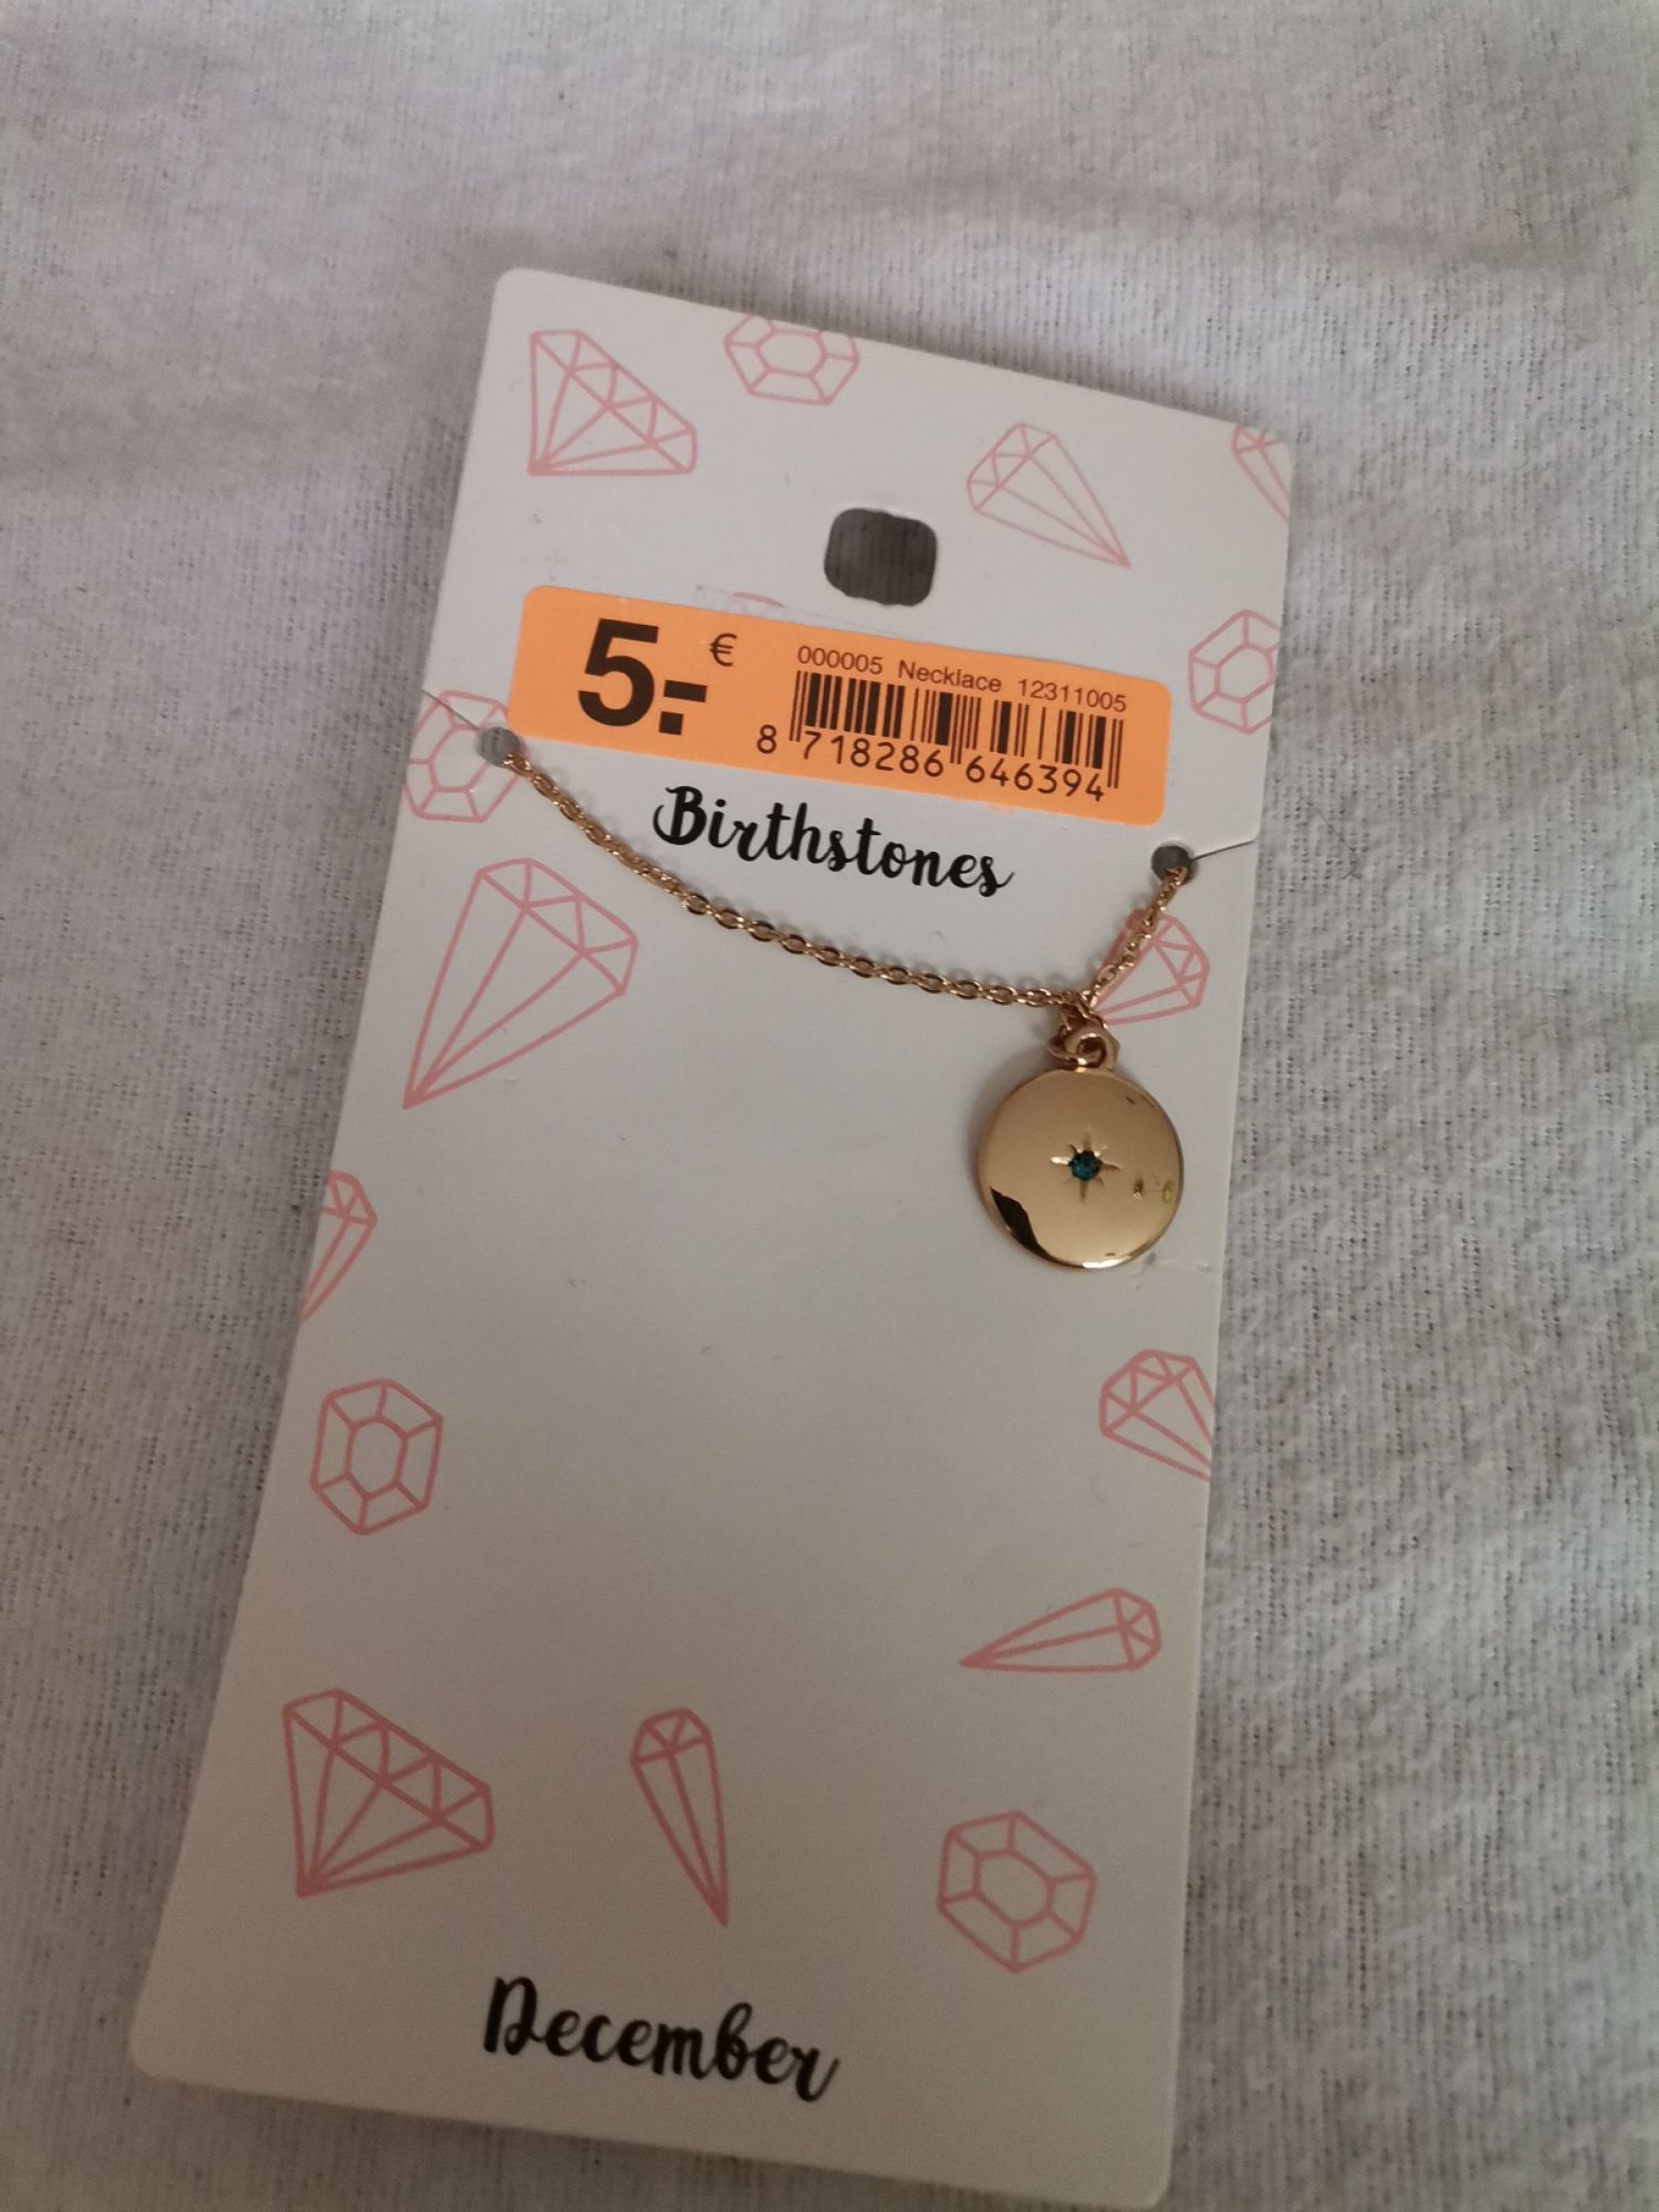 5.- €
000005 Necklace 12311005
8 718286 646394
Birthstones
December